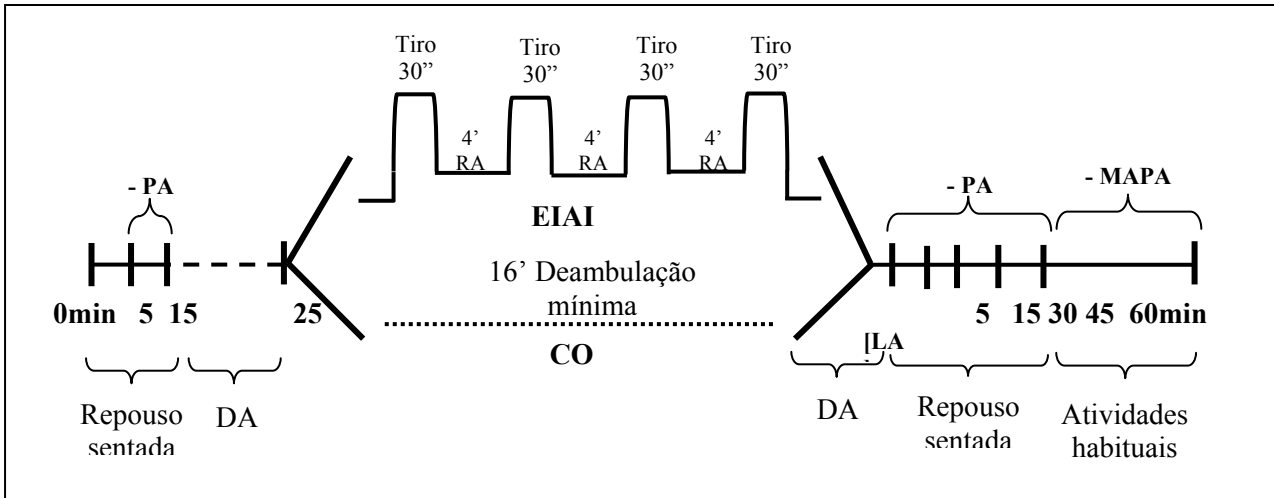 Tiro
30”
Tiro
30”
Tiro
30”
Tiro
30”
4’
RA
4’
RA
4’
RA
- PA
EIAI
16’ Deambulação
mínima
CO
- PA
- MAPA
0min 5 15 25
5 15 30 45 60min
[LA
Repouso
sentada
DA
DA
Repouso
sentada
Atividades
habituais